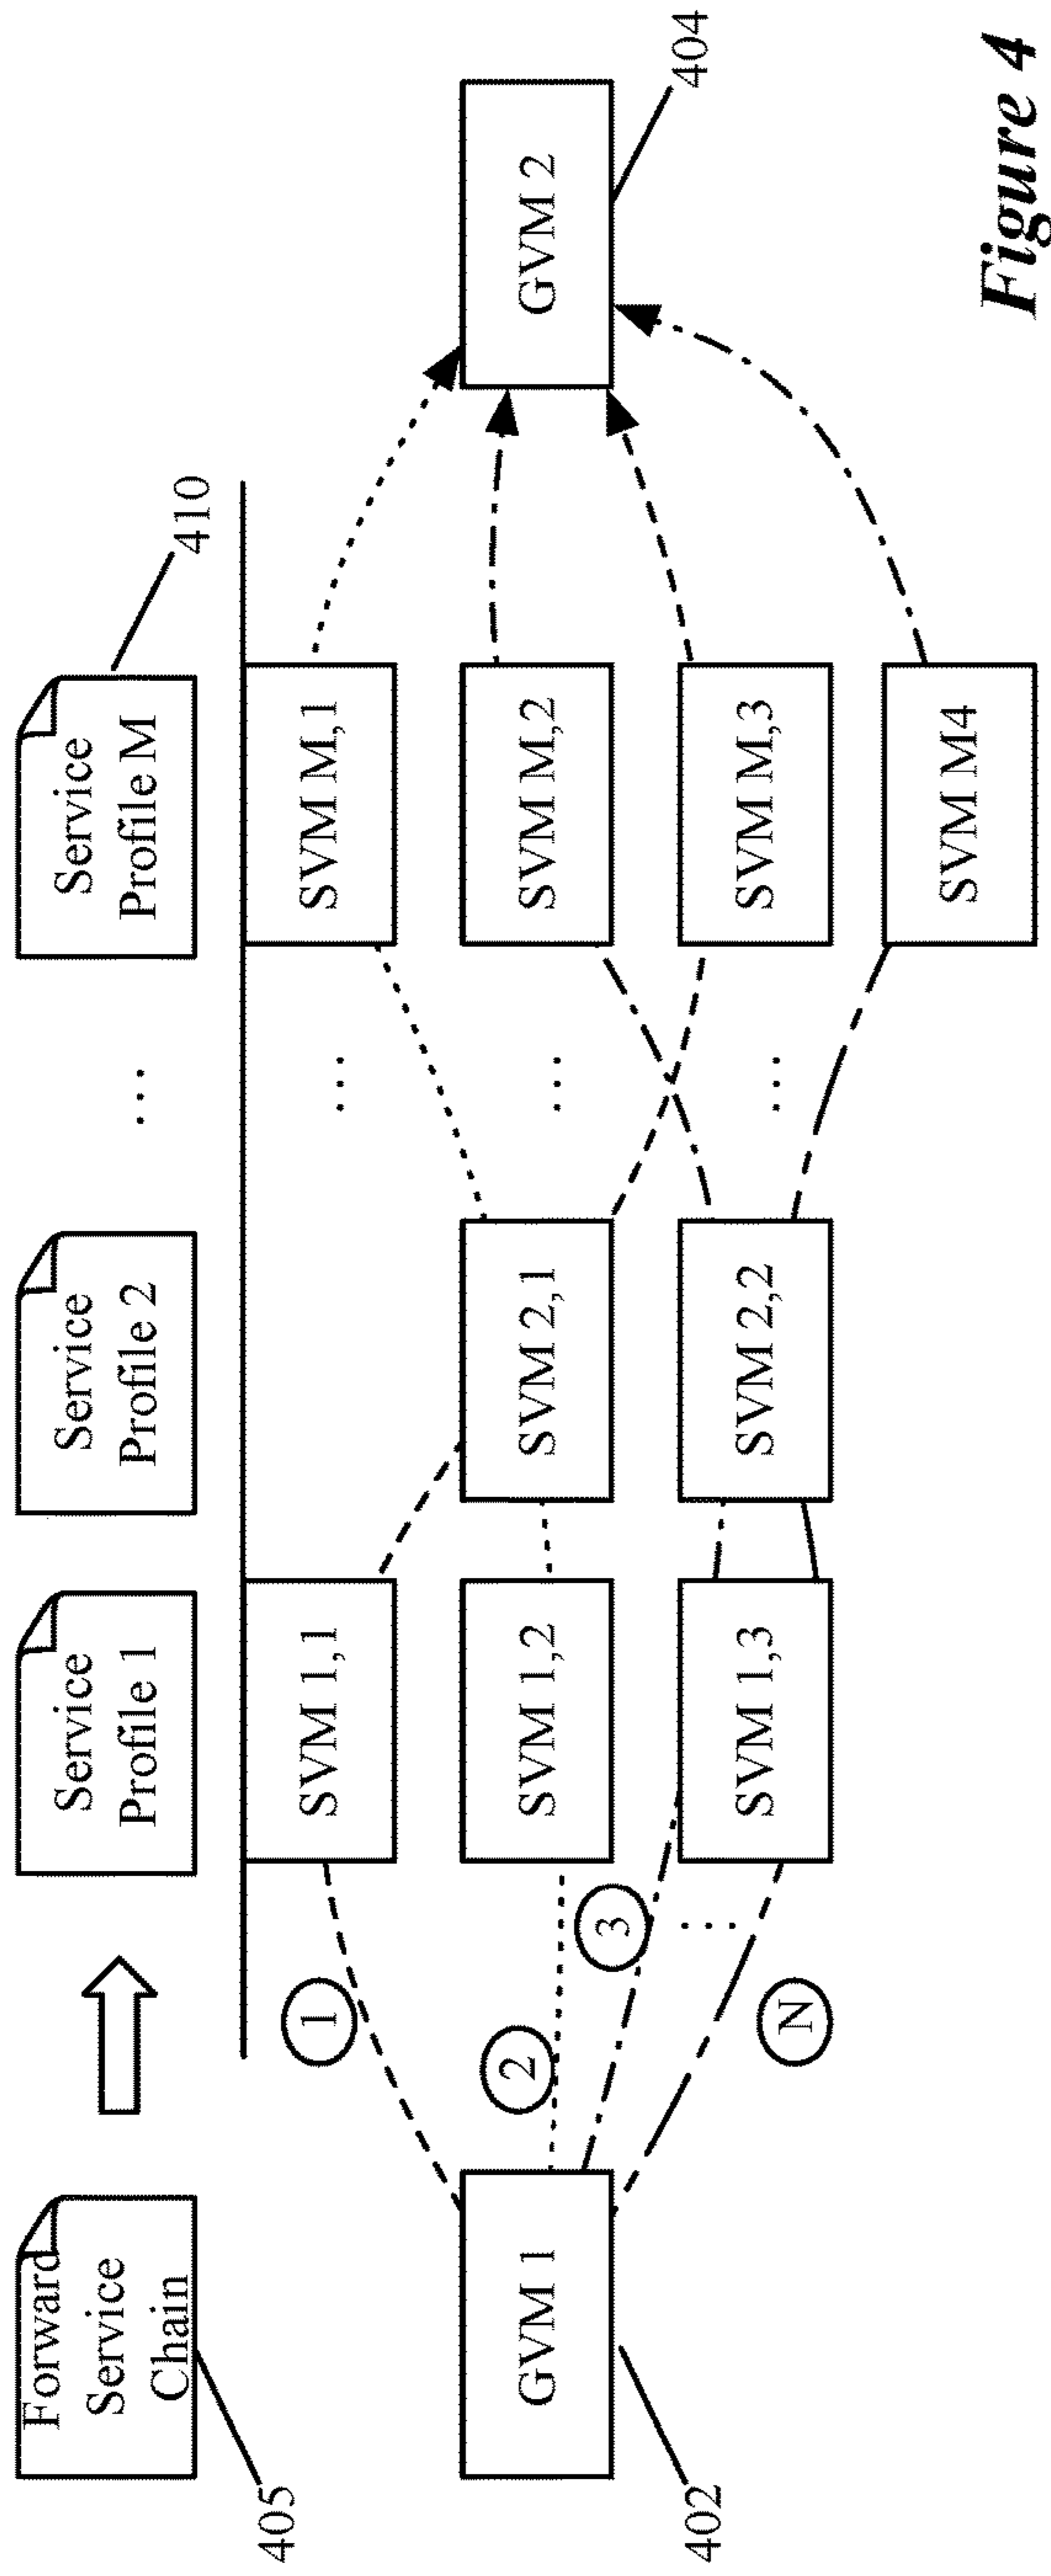 405
Forward
Service
Chain
Service
Profile 1
Service
Profile 2
...
Service
Profile M
410
SVM 1,1
SVM M,1
...
1
GVM 1
402
2
SVM 1,2
SVM 2,1
...
SVM M,2
GVM 2
404
3
...
N
SVM 1,3
SVM 2,2
...
SVM M,3
SVM M4
Figure 4